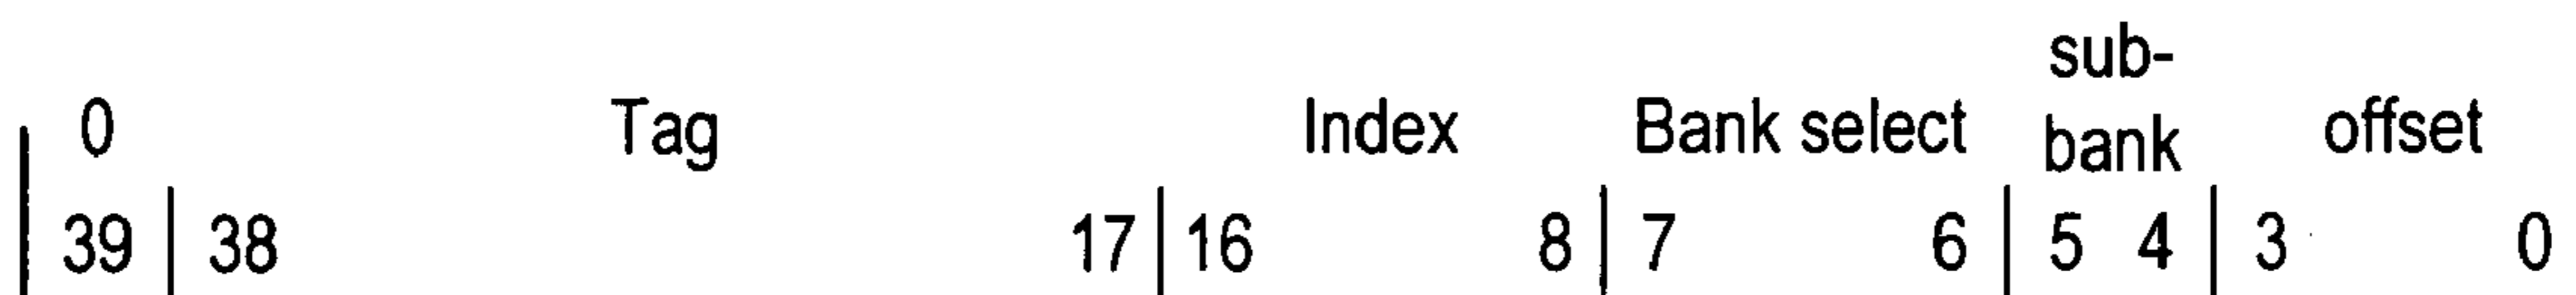 sub-
0 Tag Index Bank select bank offset
39 38 17 16 8 7 6 5 4 3 0